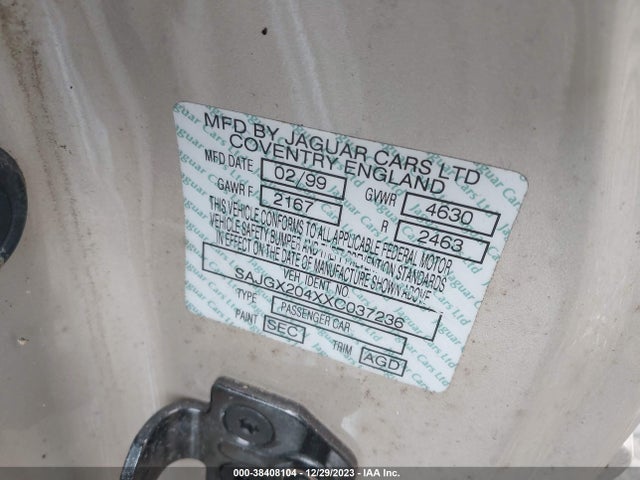 MFD BY JAGUAR CARS LTD
COVENTRY ENGLAND
MFD DATE 02/99 GVWR 4630
GAWR F 2167 R 2463
THIS VEHICLE CONFORMS TO ALL APPLICABLE FEDERAL MOTOR
VEHICLE SAFETY BUMPER AND THEFT PREVENTION STANDARDS
IN EFFECT ON THE DATE OF MANUFACTURE SHOWN ABOVE
VEH. IDENT. NO
SAJGX204XXC037236
TYPE PASSENGER CAR
PAINT SEC TRIM AGD
000-38408104 - 12/29/2023 - IAA Inc.